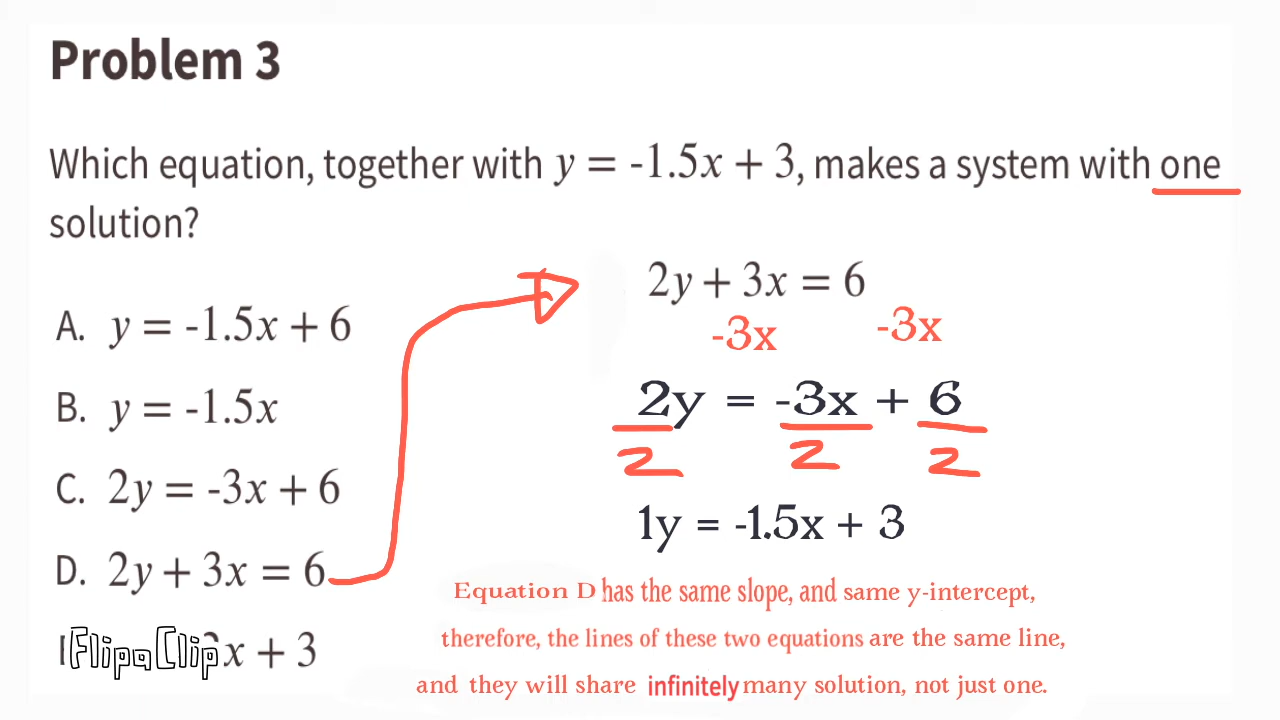 Problem 3
Which equation, together with y = -1.5x + 3, makes a system with one
solution?
A. y = -1.5x + 6
B. y = -1.5x
C. 2y = -3x + 6
D. 2y + 3x = 6
FlipaClip x + 3
2y + 3x = 6
-3x -3x
2y = -3x + 6
2 2 2
1y = -1.5x + 3
Equation D has the same slope, and same y-intercept,
therefore, the lines of these two equations are the same line,
and they will share infinitely many solution, not just one.